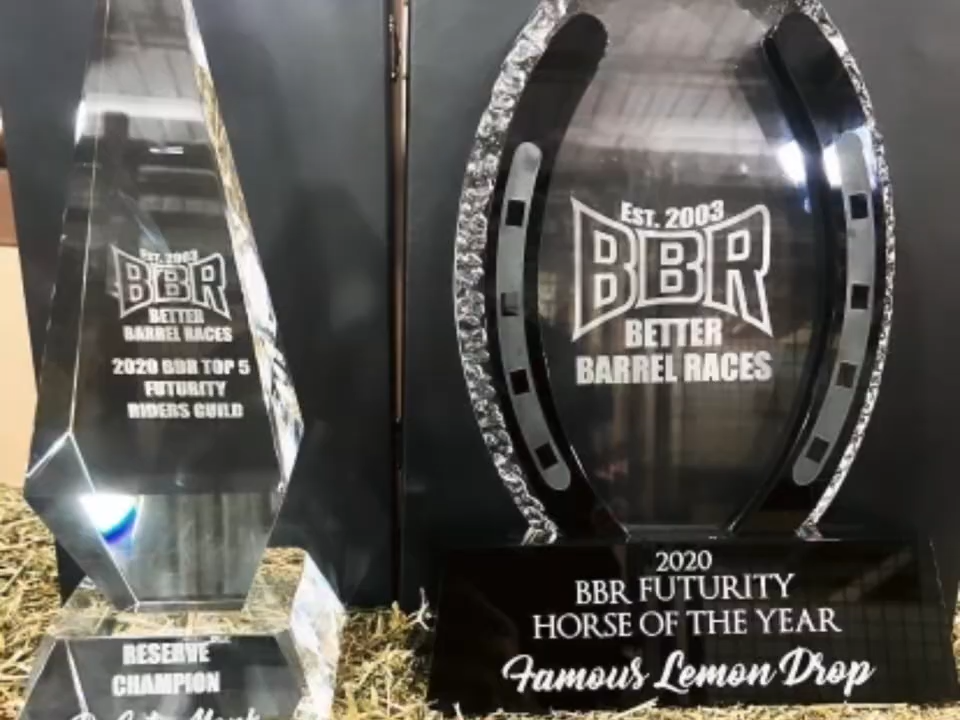 EST. 2003
BBR
BETTER
BARREL RACES
2020 BBR TOP 5
FUTURITY
RIDERS GUILD
RESERVE
CHAMPION
EST. 2003
BBR
BETTER
BARREL RACES
2020
BBR FUTURITY
HORSE OF THE YEAR
Famous Lemon Drop